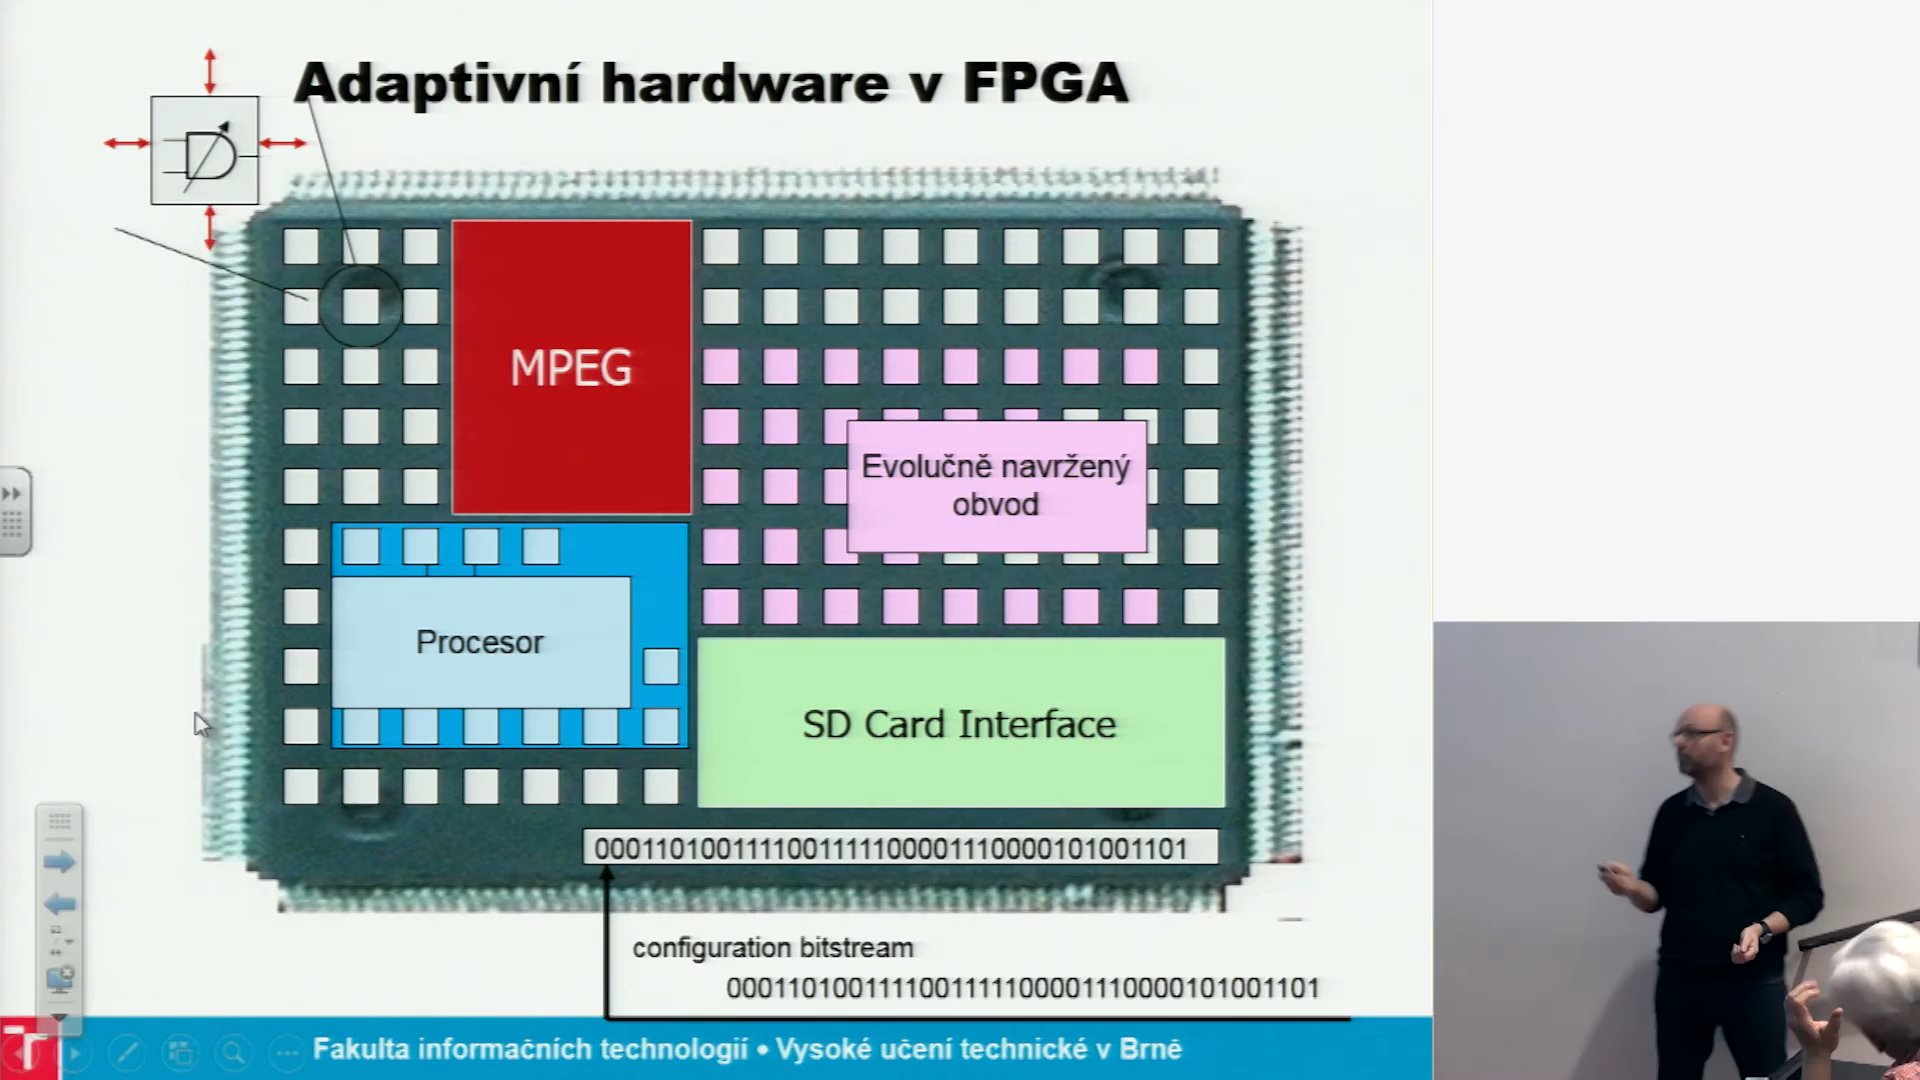 Adaptivní hardware v FPGA
MPEG
Evolučně navržený
obvod
Procesor
SD Card Interface
0001101001111001111100001110000101001101
configuration bitstream
0001101001111001111100001110000101001101
Fakulta informačních technologií • Vysoké učení technické v Brně